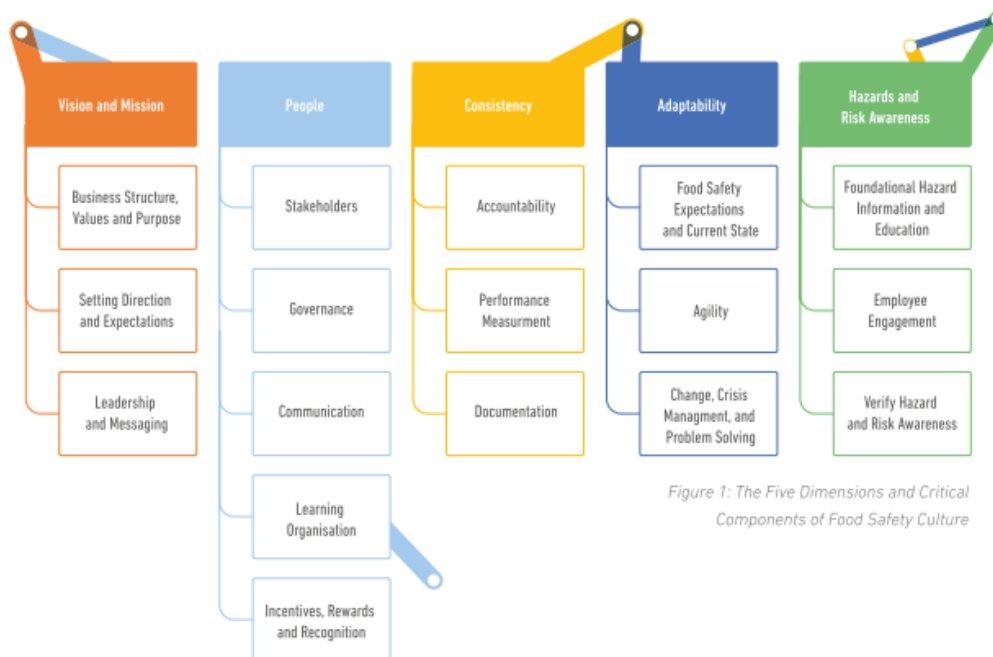 Vision and Mission
Business Structure,
Values and Purpose
Setting Direction
and Expectations
Leadership
and Messaging
People
Stakeholders
Governance
Communication
Learning
Organisation
Incentives, Rewards
and Recognition
Consistency
Accountability
Performance
Measurment
Documentation
Adaptability
Food Safety
Expectations
and Current State
Agility
Change, Crisis
Managment, and
Problem Solving
Hazards and
Risk Awareness
Foundational Hazard
Information and
Education
Employee
Engagement
Verify Hazard
and Risk Awareness
Figure 1: The Five Dimensions and Critical
Components of Food Safety Culture